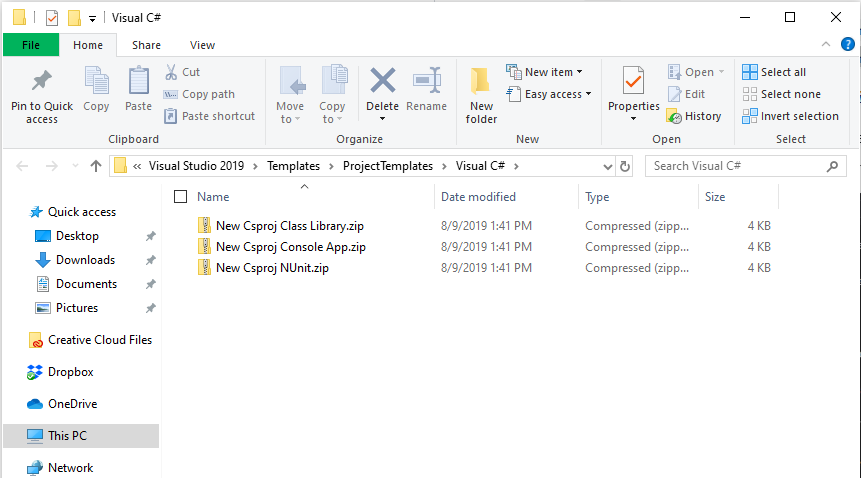 Visual C#
File Home Share View
Pin to Quick access
Copy
Paste
Cut
Copy path
Paste shortcut
Clipboard
Move to
Copy to
Delete
Rename
Organize
New folder
New item
Easy access
New
Properties
Open
Edit
History
Open
Select all
Select none
Invert selection
Select
« Visual Studio 2019 › Templates › ProjectTemplates › Visual C# ›
Search Visual C#
Name Date modified Type Size
New Csproj Class Library.zip 8/9/2019 1:41 PM Compressed (zipp... 4 KB
New Csproj Console App.zip 8/9/2019 1:41 PM Compressed (zipp... 4 KB
New Csproj NUnit.zip 8/9/2019 1:41 PM Compressed (zipp... 4 KB
Quick access
Desktop
Downloads
Documents
Pictures
Creative Cloud Files
Dropbox
OneDrive
This PC
Network